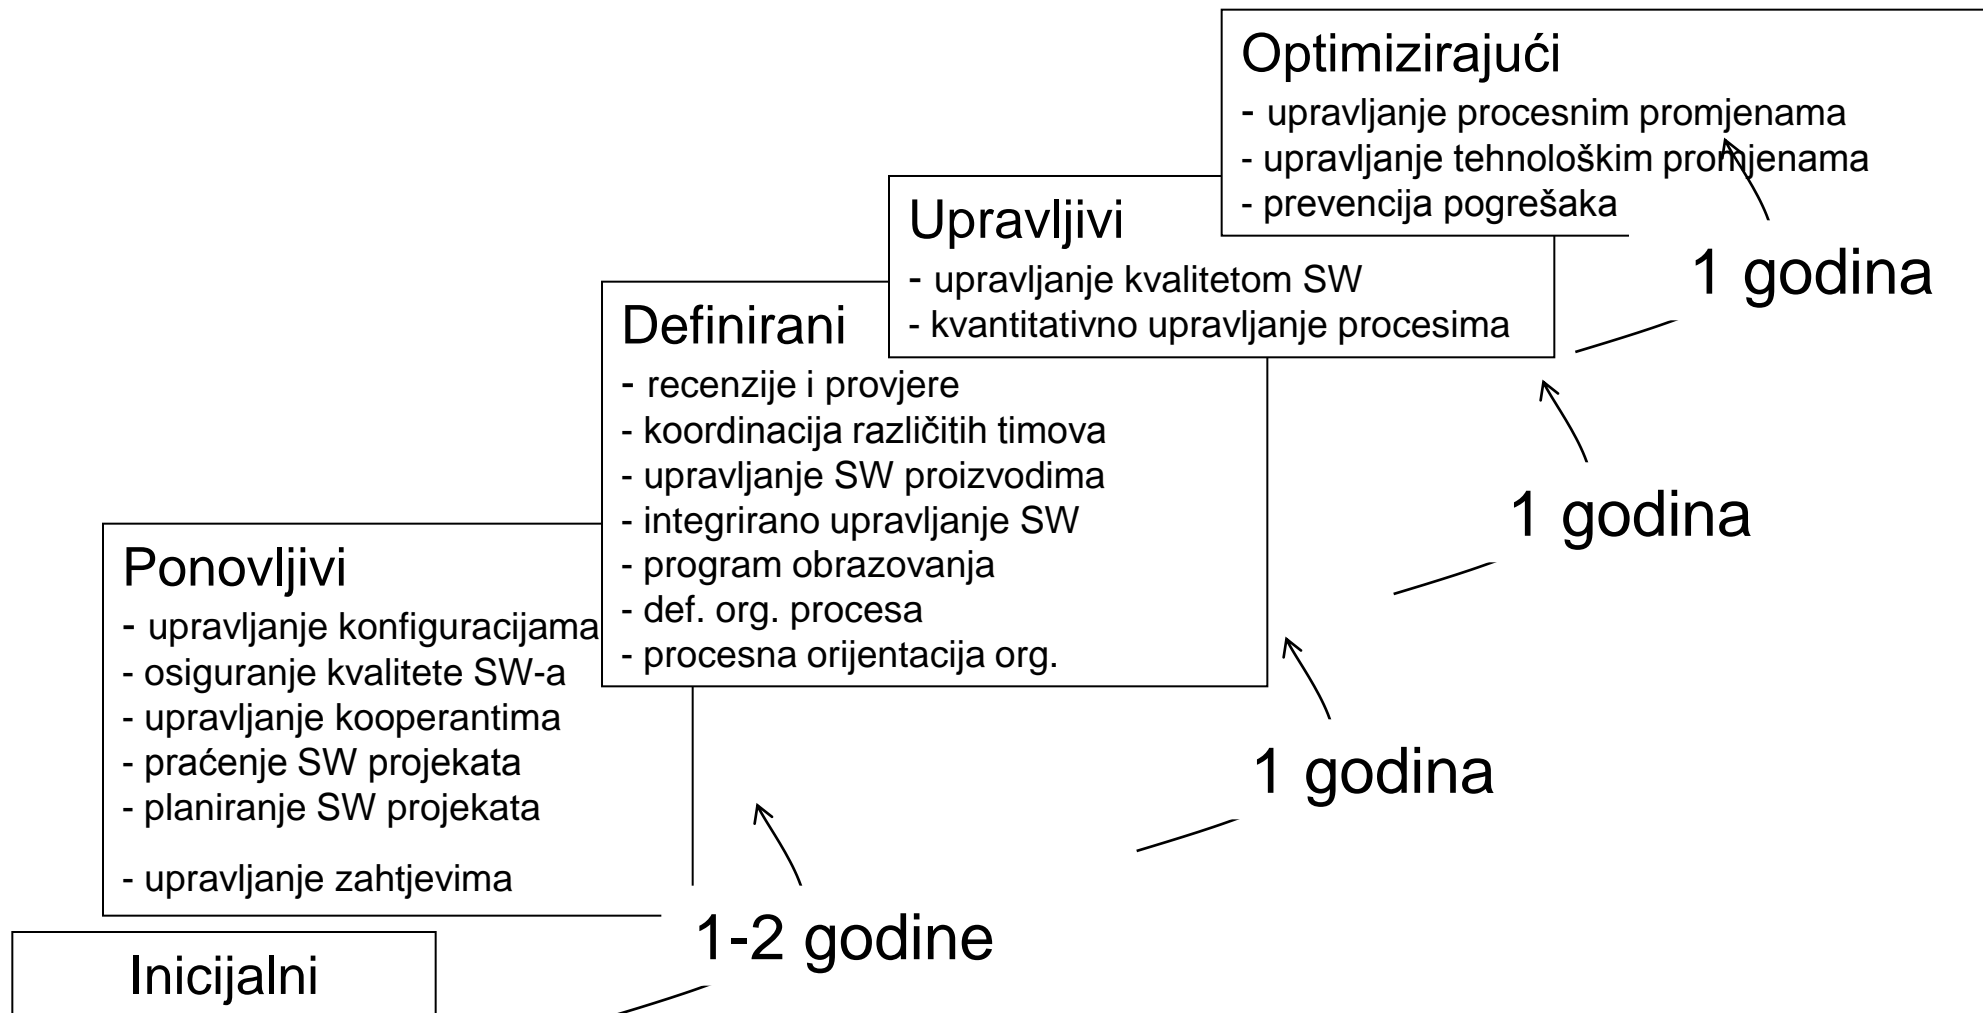 Optimizirajući
- upravljanje procesnim promjenama
- upravljanje tehnološkim promjenama
- prevencija pogrešaka
1 godina
Upravljivi
- upravljanje kvalitetom SW
- kvantitativno upravljanje procesima
1 godina
Definirani
- recenzije i provjere
- koordinacija različitih timova
- upravljanje SW proizvodima
- integrirano upravljanje SW
- program obrazovanja
- def. org. procesa
- procesna orijentacija org.
1 godina
Ponovljivi
- upravljanje konfiguracijama
- osiguranje kvalitete SW-a
- upravljanje kooperantima
- praćenje SW projekata
- planiranje SW projekata
- upravljanje zahtjevima
1-2 godine
Inicijalni